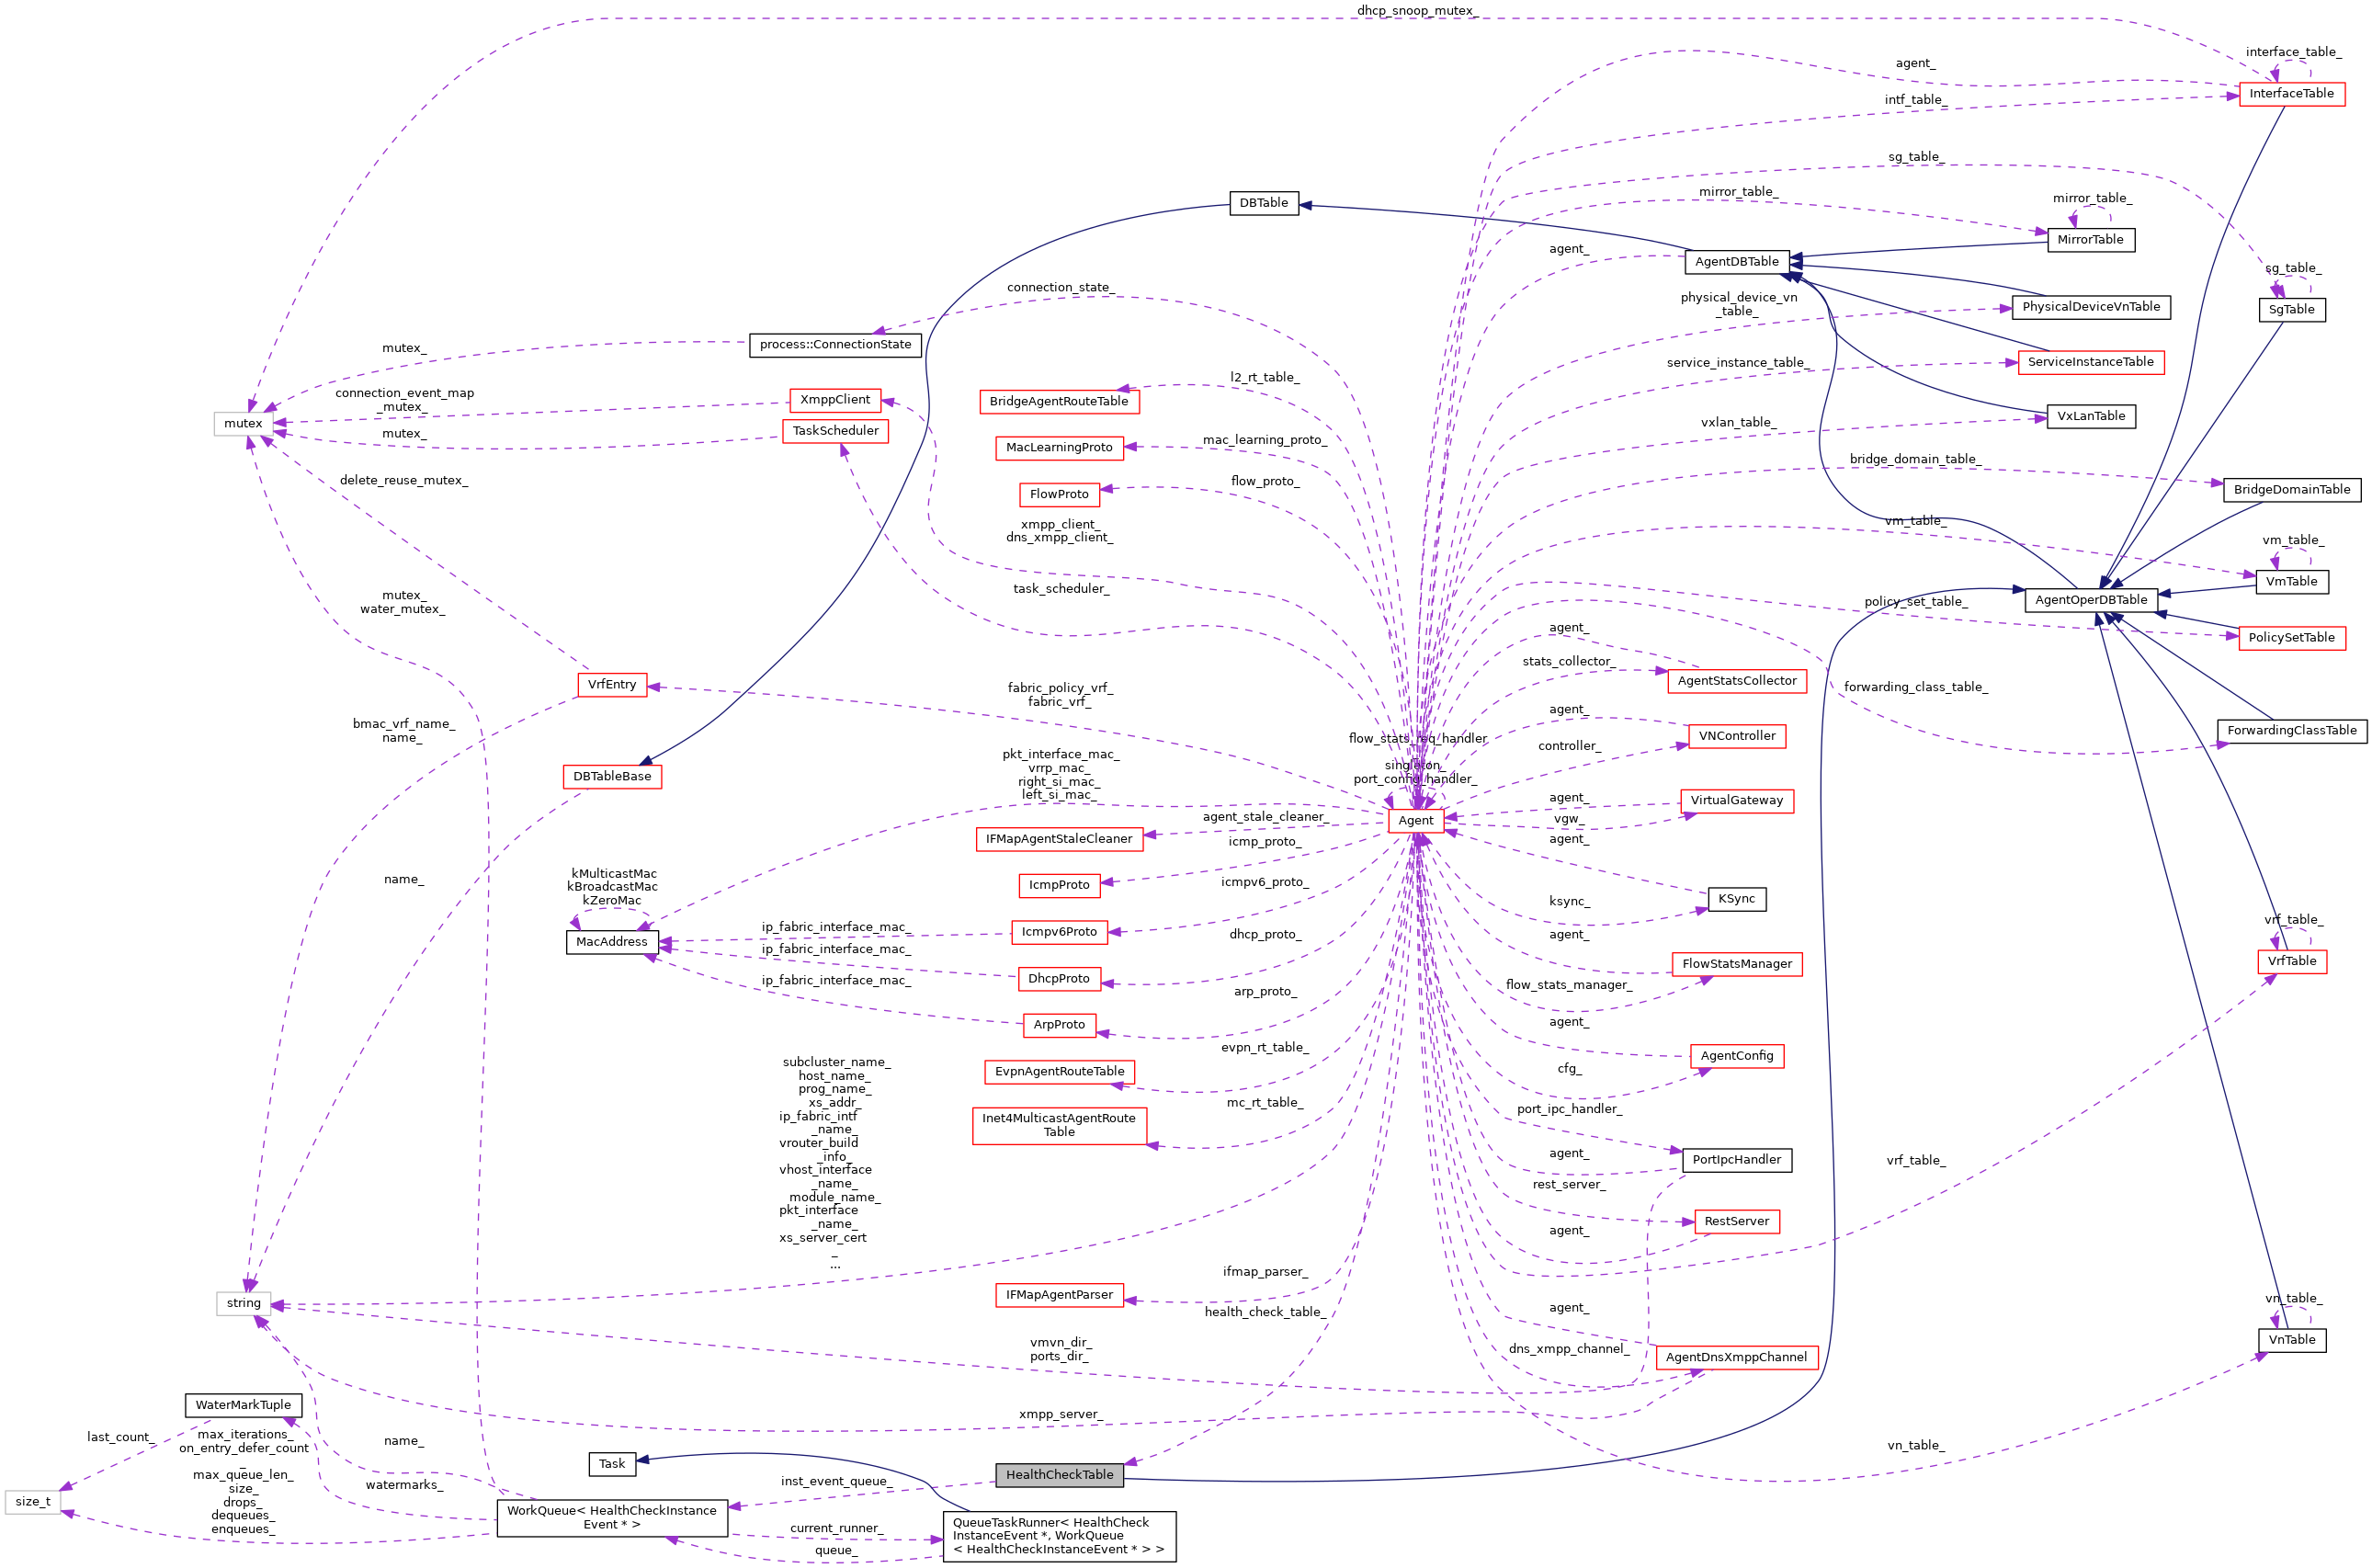 dhcp_snoop_mutex_
interface_table_
agent_
InterfaceTable
intf_table_
sg_table_
mirror_table_
mirror_table_
DBTable
MirrorTable
agent_
AgentDBTable
sg_table_
connection_state_
physical_device_vn
_table_
PhysicalDeviceVnTable
SgTable
process::ConnectionState
mutex_
service_instance_table_
ServiceInstanceTable
l2_rt_table_
connection_event_map
_mutex_
XmppClient
BridgeAgentRouteTable
VxLanTable
mutex
vxlan_table_
TaskScheduler
mutex_
mac_learning_proto_
MacLearningProto
bridge_domain_table_
delete_reuse_mutex_
flow_proto_
FlowProto
BridgeDomainTable
xmpp_client_
dns_xmpp_client_
vm_table_
vm_table_
VmTable
mutex_
water_mutex_
task_scheduler_
policy_set_table_
AgentOperDBTable
agent_
PolicySetTable
stats_collector_
AgentStatsCollector
VrfEntry
fabric_policy_vrf_
fabric_vrf_
forwarding_class_table_
bmac_vrf_name_
name_
agent_
VNController
ForwardingClassTable
flow_stats_req_handler
controller_
pkt_interface_mac_
vrrp_mac_
right_si_mac_
left_si_mac_
singleton_
port_config_handler_
DBTableBase
agent_
VirtualGateway
agent_stale_cleaner_
Agent
vgw_
IFMapAgentStaleCleaner
icmp_proto_
agent_
name_
kMulticastMac
kBroadcastMac
kZeroMac
icmpv6_proto_
IcmpProto
ksync_
KSync
ip_fabric_interface_mac_
Icmpv6Proto
vrf_table_
MacAddress
dhcp_proto_
agent_
ip_fabric_interface_mac_
FlowStatsManager
VrfTable
DhcpProto
ip_fabric_interface_mac_
arp_proto_
flow_stats_manager_
ArpProto
agent_
evpn_rt_table_
AgentConfig
subcluster_name_
host_name_
prog_name_
xs_addr_
ip_fabric_intf
_name_
vrouter_build
_info_
vhost_interface
_name_
module_name_
pkt_interface
_name_
xs_server_cert
_
...
EvpnAgentRouteTable
cfg_
mc_rt_table_
Inet4MulticastAgentRoute
Table
port_ipc_handler_
agent_
PortIpcHandler
vrf_table_
rest_server_
RestServer
agent_
ifmap_parser_
IFMapAgentParser
string
health_check_table_
agent_
vn_table_
VnTable
vmvn_dir_
ports_dir_
dns_xmpp_channel_
AgentDnsXmppChannel
WaterMarkTuple
xmpp_server_
last_count_
max_iterations_
on_entry_defer_count
_
max_queue_len_
size_
drops_
dequeues_
enqueues_
name_
vn_table_
Task
HealthCheckTable
watermarks_
inst_event_queue_
size_t
WorkQueue< HealthCheckInstance
Event * >
current_runner_
queue_
QueueTaskRunner< HealthCheck
InstanceEvent *, WorkQueue
< HealthCheckInstanceEvent * > >